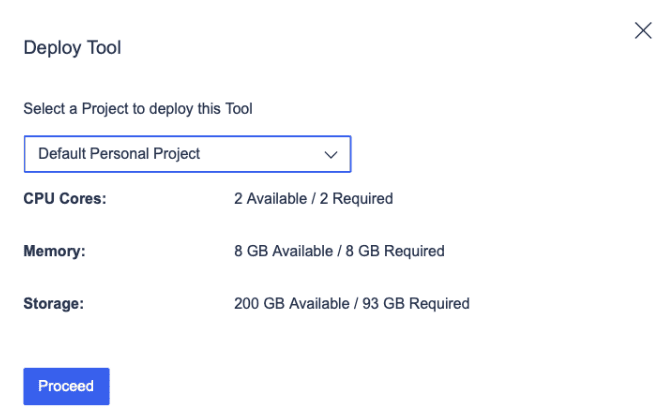 Deploy Tool
Select a Project to deploy this Tool
Default Personal Project
CPU Cores: 2 Available / 2 Required
Memory: 8 GB Available / 8 GB Required
Storage: 200 GB Available / 93 GB Required
Proceed